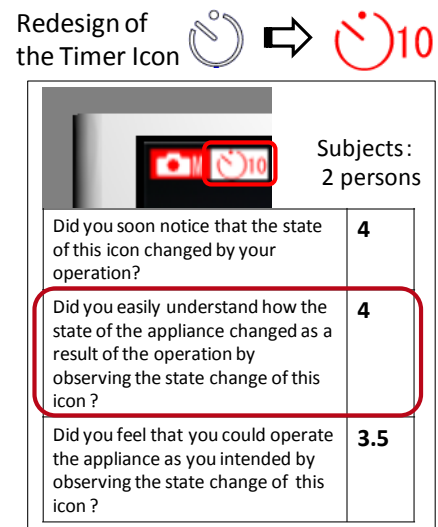 Redesign of
the Timer Icon
10
M
10
Subjects:
2 persons
Did you soon notice that the state
of this icon changed by your
operation?
4
Did you easily understand how the
state of the appliance changed as a
result of the operation by
observing the state change of this
icon ?
4
Did you feel that you could operate
the appliance as you intended by
observing the state change of this
icon ?
3.5